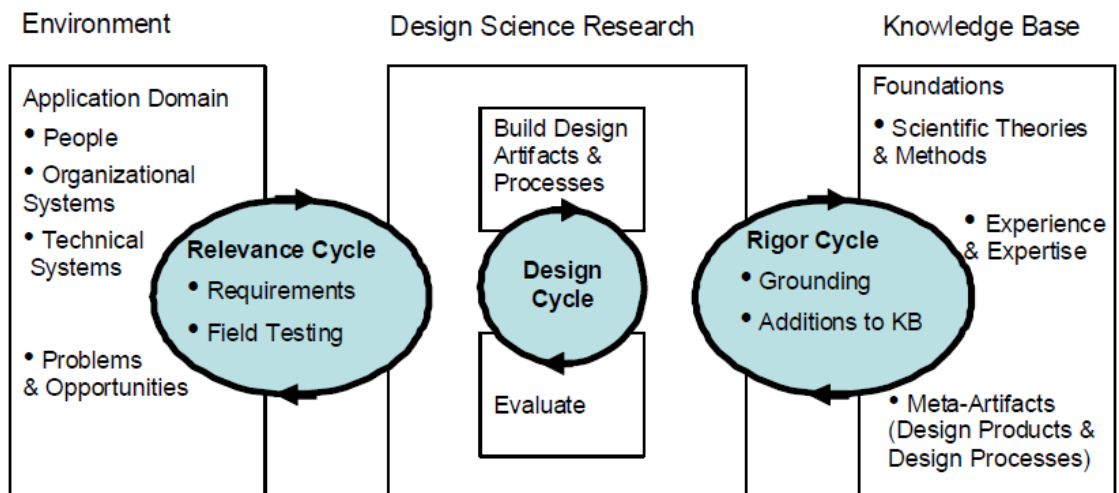 Environment
Design Science Research
Knowledge Base
Application Domain
• People
• Organizational
Systems
• Technical
Systems
• Problems
& Opportunities
Relevance Cycle
• Requirements
• Field Testing
Build Design
Artifacts &
Processes
Design
Cycle
Evaluate
Rigor Cycle
• Grounding
• Additions to KB
Foundations
• Scientific Theories
& Methods
• Experience
& Expertise
• Meta-Artifacts
(Design Products &
Design Processes)